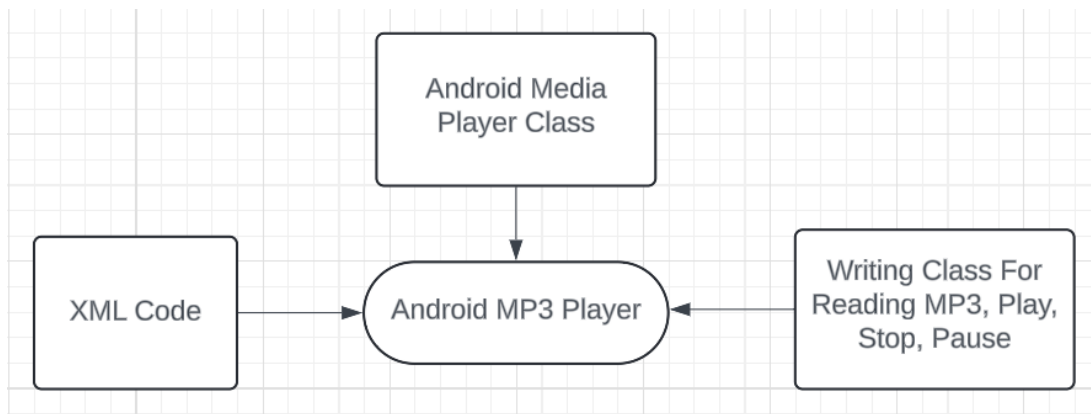 Android Media
Player Class
XML Code
Android MP3 Player
Writing Class For
Reading MP3, Play,
Stop, Pause